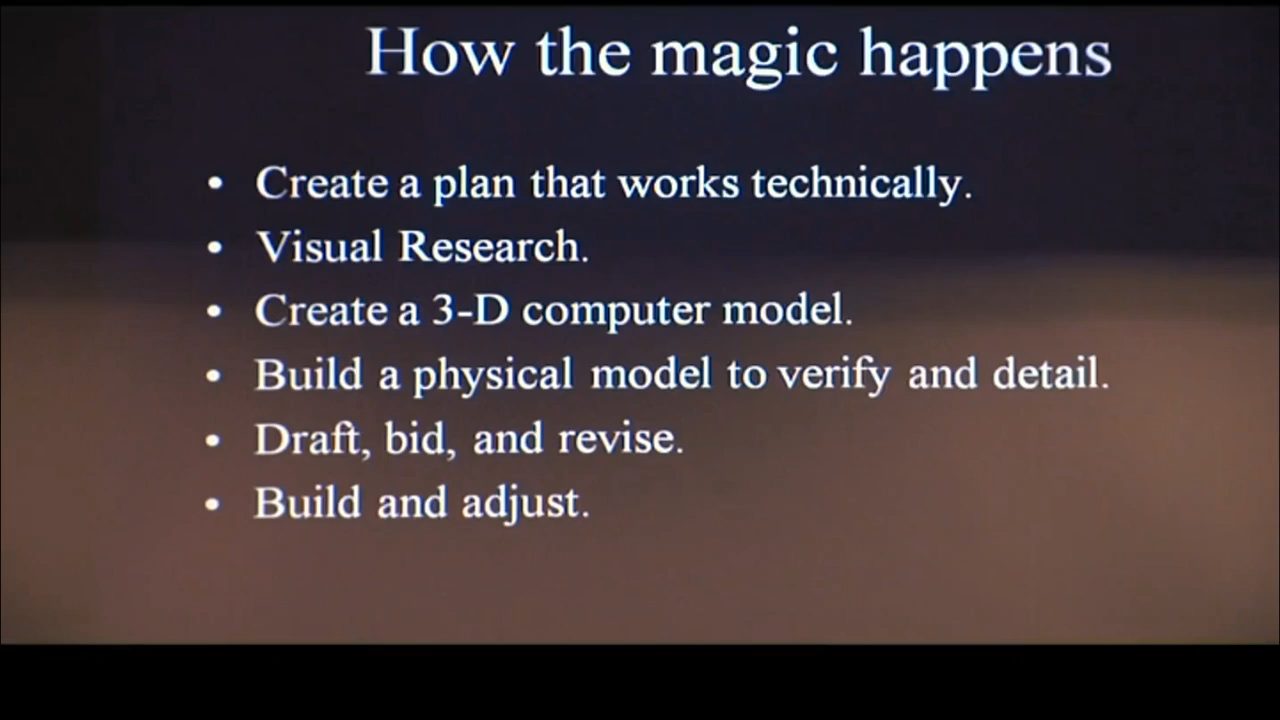 How the magic happens
• Create a plan that works technically.
• Visual Research.
• Create a 3-D computer model.
• Build a physical model to verify and detail.
• Draft, bid, and revise.
• Build and adjust.